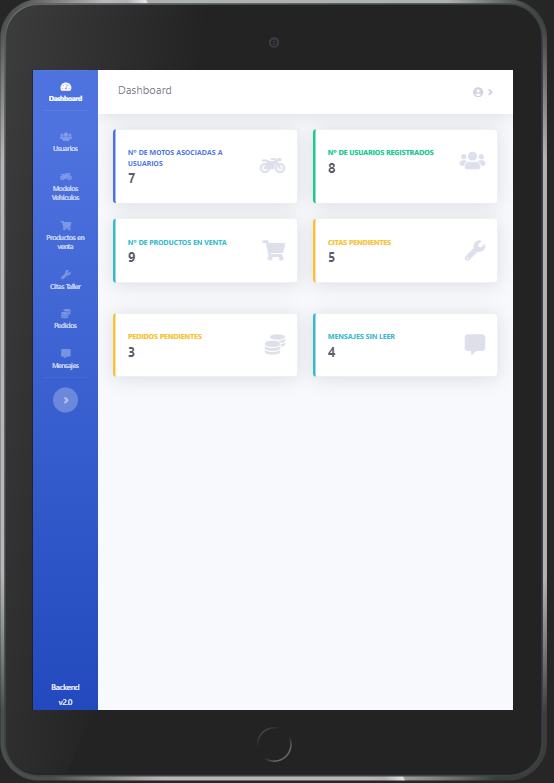 Dashboard
Dashboard
Usuarios
Modelos
Vehículos
Productos en
venta
Citas Taller
Pedidos
Mensajes
Backend
v2.0
Nº DE MOTOS ASOCIADAS A
USUARIOS
7
Nº DE USUARIOS REGISTRADOS
8
Nº DE PRODUCTOS EN VENTA
9
CITAS PENDIENTES
5
PEDIDOS PENDIENTES
3
MENSAJES SIN LEER
4